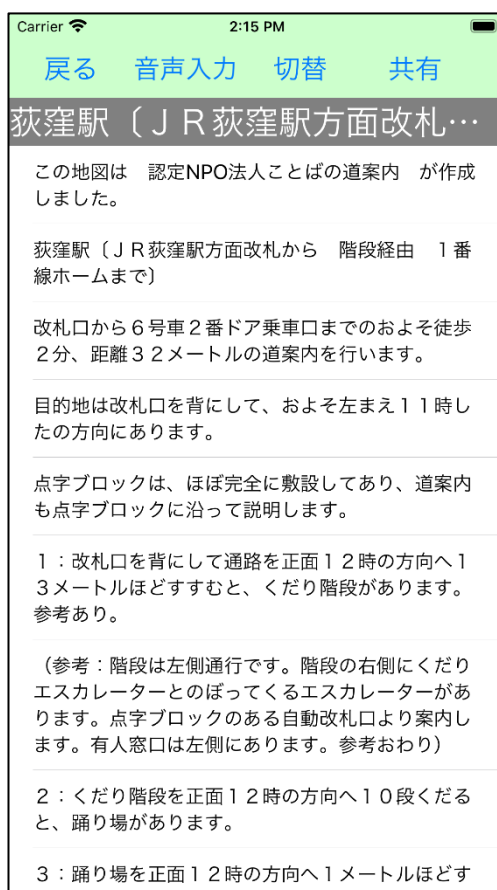 Carrier 2:15 PM
戻る 音声入力 切替 共有
荻窪駅〔ＪＲ荻窪駅方面改札…
この地図は　認定NPO法人ことばの道案内　が作成
しました。
荻窪駅〔ＪＲ荻窪駅方面改札から　階段経由　１番
線ホームまで〕
改札口から６号車２番ドア乗車口までのおよそ徒歩
２分、距離３２メートルの道案内を行います。
目的地は改札口を背にして、およそ左まえ１１時し
たの方向にあります。
点字ブロックは、ほぼ完全に敷設してあり、道案内
も点字ブロックに沿って説明します。
１：改札口を背にして通路を正面１２時の方向へ１
３メートルほどすすむと、くだり階段があります。
参考あり。
（参考：階段は左側通行です。階段の右側にくだり
エスカレーターとのぼってくるエスカレーターがあ
ります。点字ブロックのある自動改札口より案内し
ます。有人窓口は左側にあります。参考おわり）
２：くだり階段を正面１２時の方向へ１０段くだる
と、踊り場があります。
３：踊り場を正面１２時の方向へ１メートルほどす